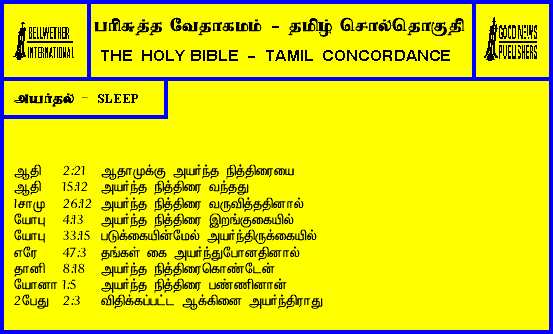 BELLWETHER
INTERNATIONAL
பரிசுத்த வேதாகமம் - தமிழ் சொல்தொகுதி
THE HOLY BIBLE - TAMIL CONCORDANCE
GOOD NEWS
PUBLISHERS
அயர்தல் - SLEEP
ஆதி 2:21 ஆதாமுக்கு அயர்ந்த நித்திரையை
ஆதி 15:12 அயர்ந்த நித்திரை வந்தது
1சாமு 26:12 அயர்ந்த நித்திரை வருவித்ததினால்
யோபு 4:13 அயர்ந்த நித்திரை இறங்குகையில்
யோபு 33:15 படுக்கையின்மேல் அயர்ந்திருக்கையில்
எரே 47:3 தங்கள் கை அயர்ந்துபோனதினால்
தானி 8:18 அயர்ந்த நித்திரைகொண்டேன்
யோனா 1:5 அயர்ந்த நித்திரை பண்ணினான்
2பேது 2:3 விதிக்கப்பட்ட ஆக்கினை அயர்ந்திராது